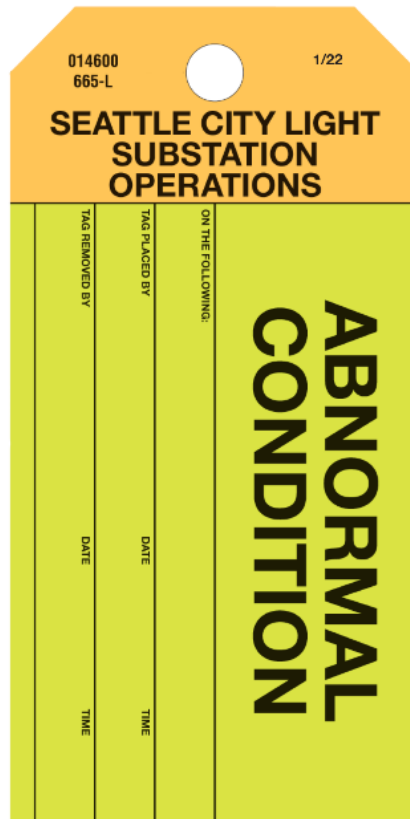 014600
665-L
1/22
SEATTLE CITY LIGHT
SUBSTATION
OPERATIONS
ABNORMAL
CONDITION
ON THE FOLLOWING:
TAG PLACED BY DATE TIME
TAG REMOVED BY DATE TIME